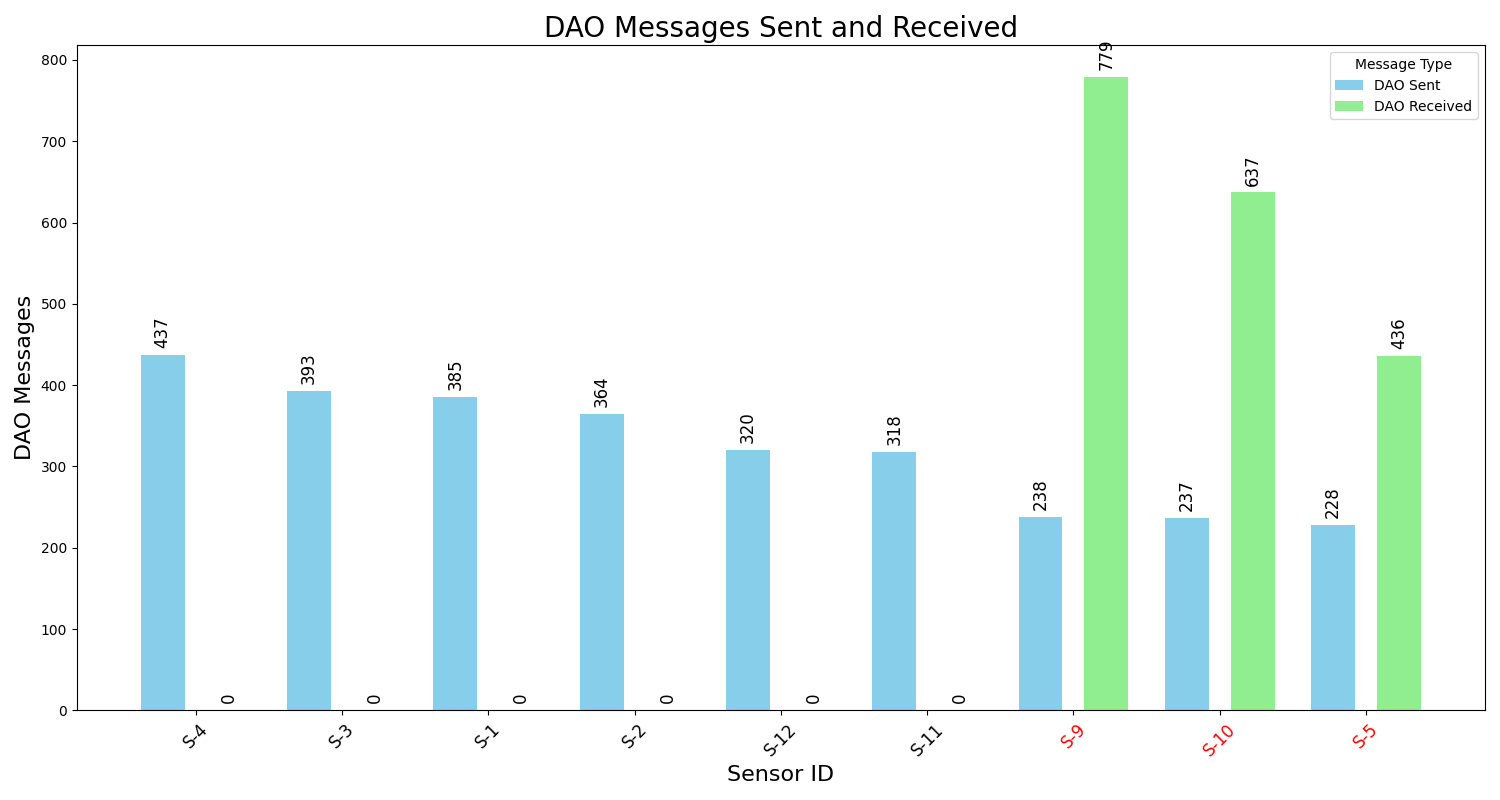 DAO Messages Sent and Received
Message Type
DAO Sent
DAO Received
DAO Messages
800
700
600
500
400
300
200
100
0
437
0
393
0
385
0
364
0
320
0
318
0
238
779
237
637
228
436
S-4
S-3
S-1
S-2
S-12
S-11
S-9
S-10
S-5
Sensor ID